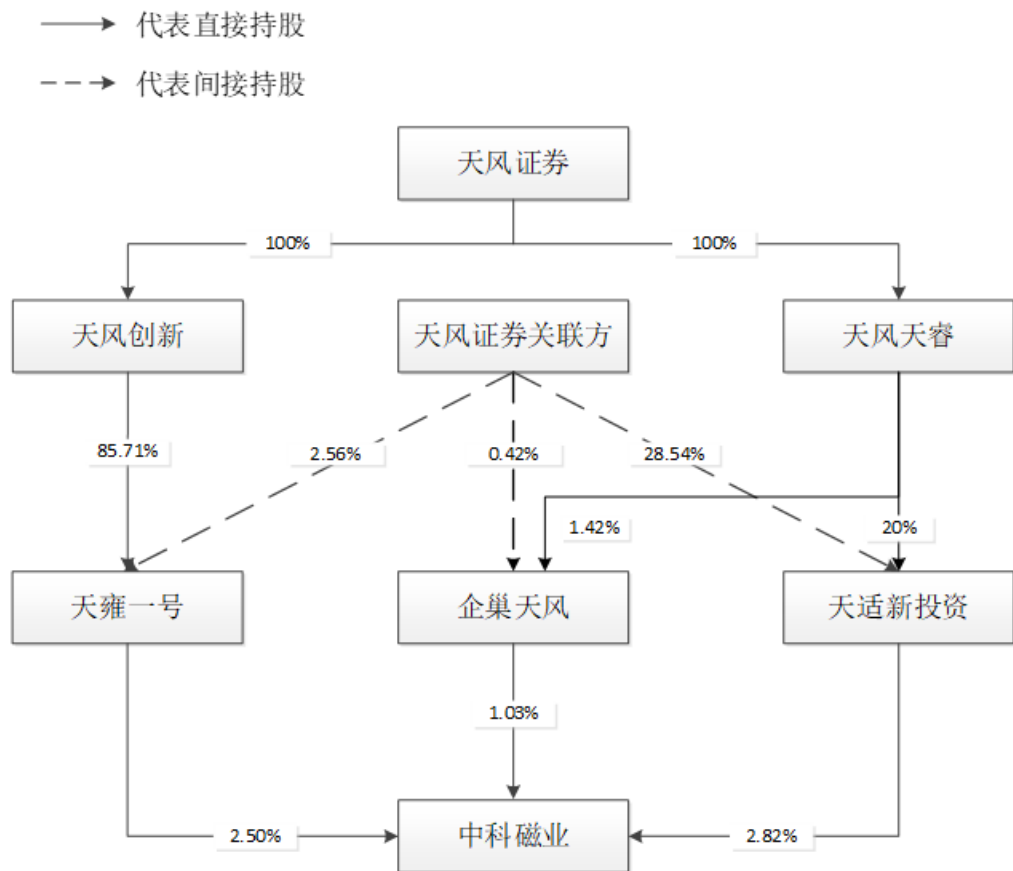 代表直接持股
代表间接持股
天风证券
100%
100%
天风创新
天风证券关联方
天风天睿
85.71%
2.56%
0.42%
28.54%
1.42%
20%
天雍一号
企巢天风
天适新投资
1.03%
中科磁业
2.50%
2.82%